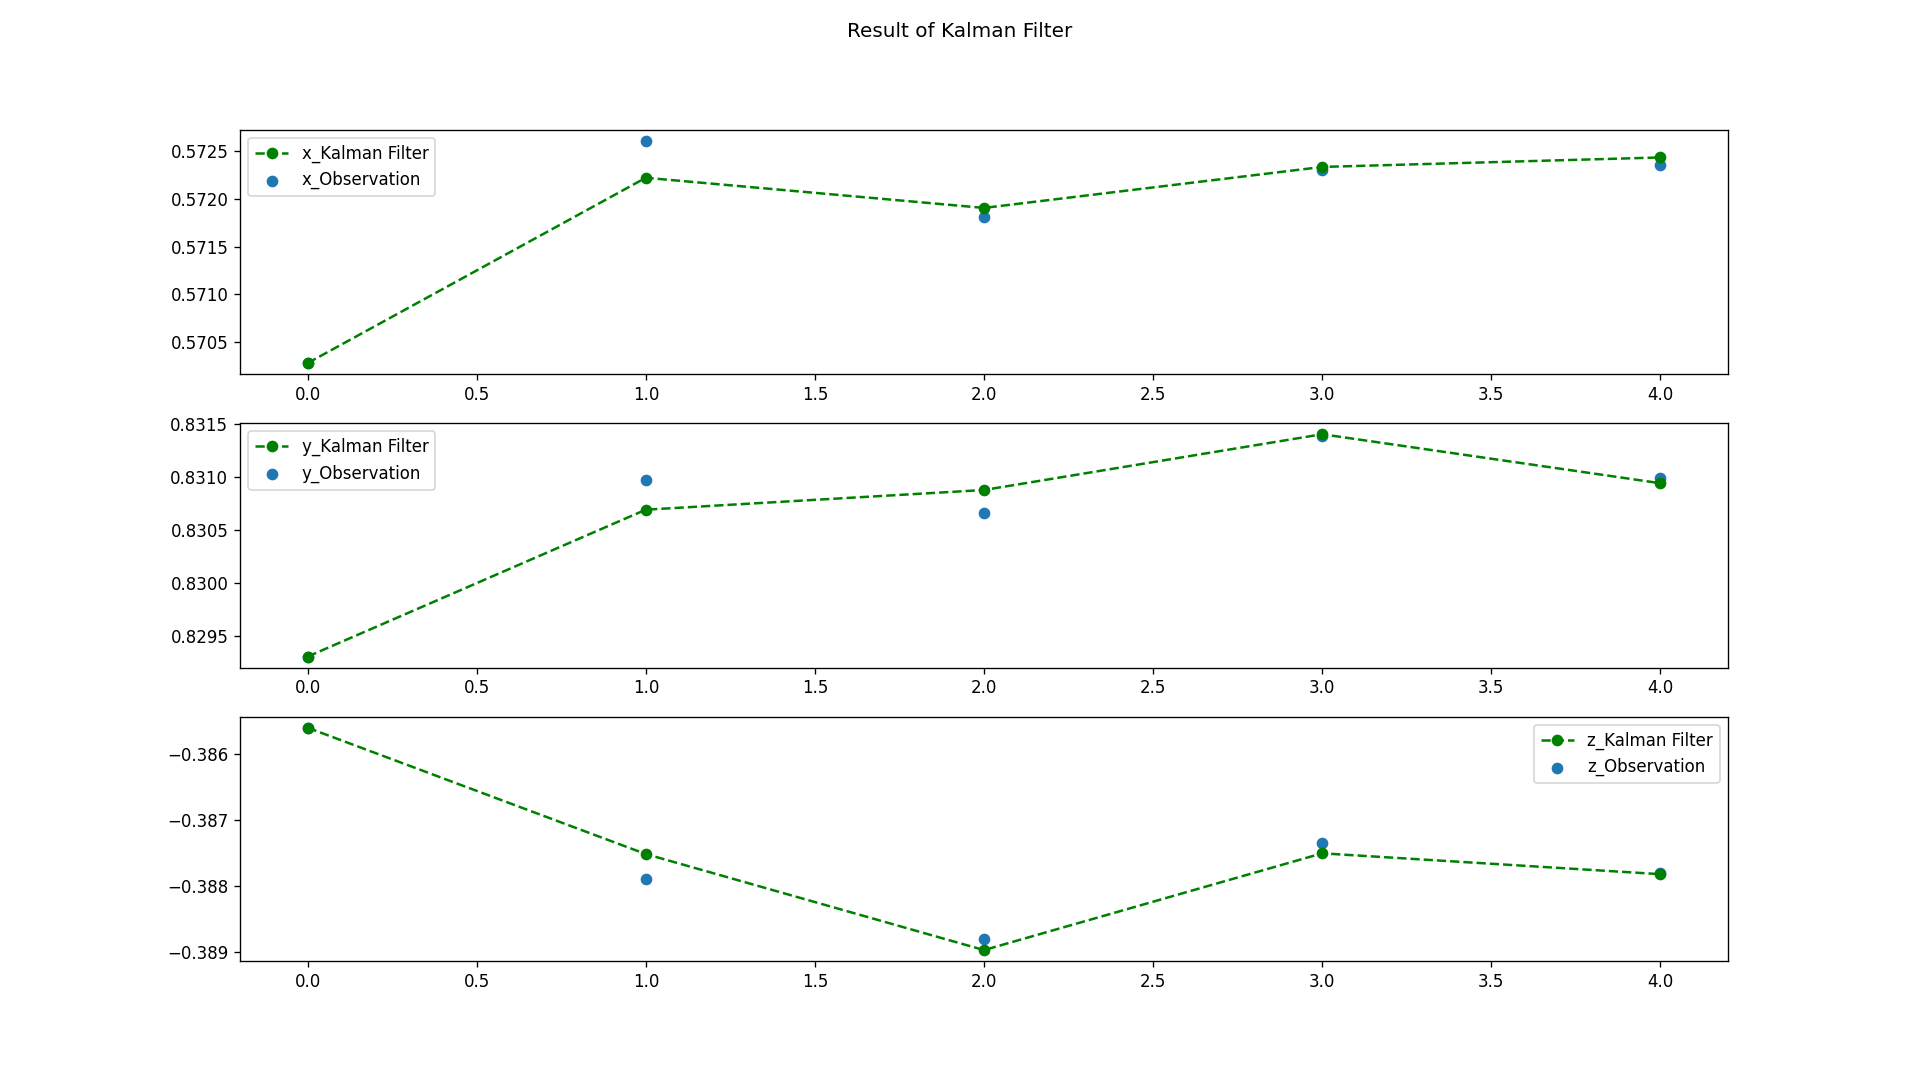 Result of Kalman Filter
0.5725
0.5720
0.5715
0.5710
0.5705
x_Kalman Filter
x_Observation
0.0 0.5 1.0 1.5 2.0 2.5 3.0 3.5 4.0
0.8315
0.8310
0.8305
0.8300
0.8295
y_Kalman Filter
y_Observation
0.0 0.5 1.0 1.5 2.0 2.5 3.0 3.5 4.0
−0.386
−0.387
−0.388
−0.389
z_Kalman Filter
z_Observation
0.0 0.5 1.0 1.5 2.0 2.5 3.0 3.5 4.0